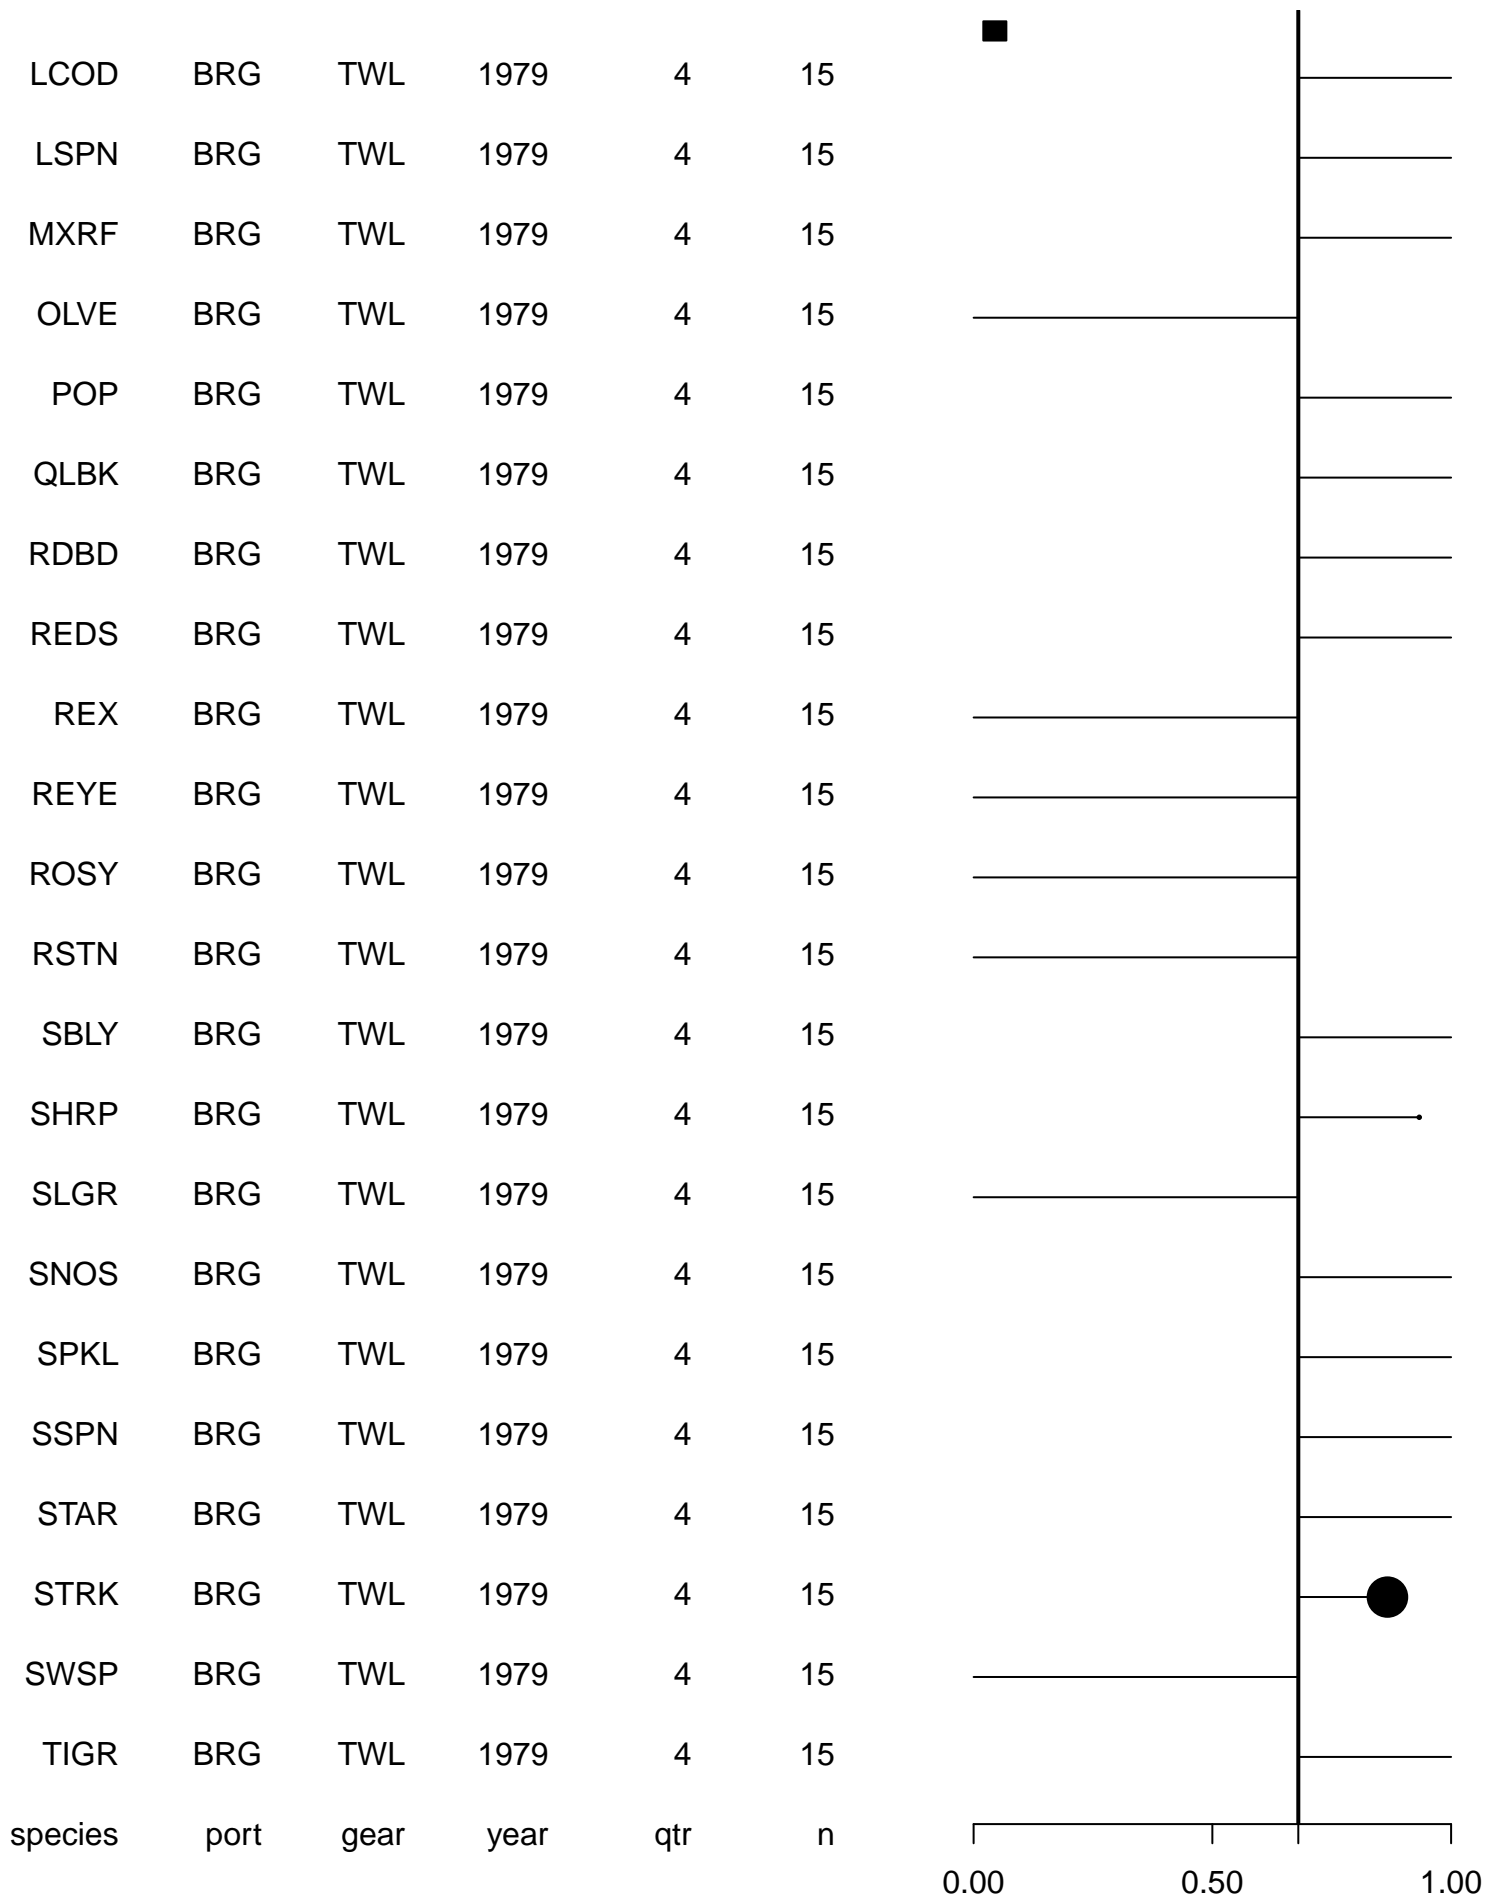 LCOD BRG TWL 1979 4 15
LSPN BRG TWL 1979 4 15
MXRF BRG TWL 1979 4 15
OLVE BRG TWL 1979 4 15
POP BRG TWL 1979 4 15
QLBK BRG TWL 1979 4 15
RDBD BRG TWL 1979 4 15
REDS BRG TWL 1979 4 15
REX BRG TWL 1979 4 15
REYE BRG TWL 1979 4 15
ROSY BRG TWL 1979 4 15
RSTN BRG TWL 1979 4 15
SBLY BRG TWL 1979 4 15
SHRP BRG TWL 1979 4 15
SLGR BRG TWL 1979 4 15
SNOS BRG TWL 1979 4 15
SPKL BRG TWL 1979 4 15
SSPN BRG TWL 1979 4 15
STAR BRG TWL 1979 4 15
STRK BRG TWL 1979 4 15
SWSP BRG TWL 1979 4 15
TIGR BRG TWL 1979 4 15
species port gear year qtr n
0.00 0.50 1.00